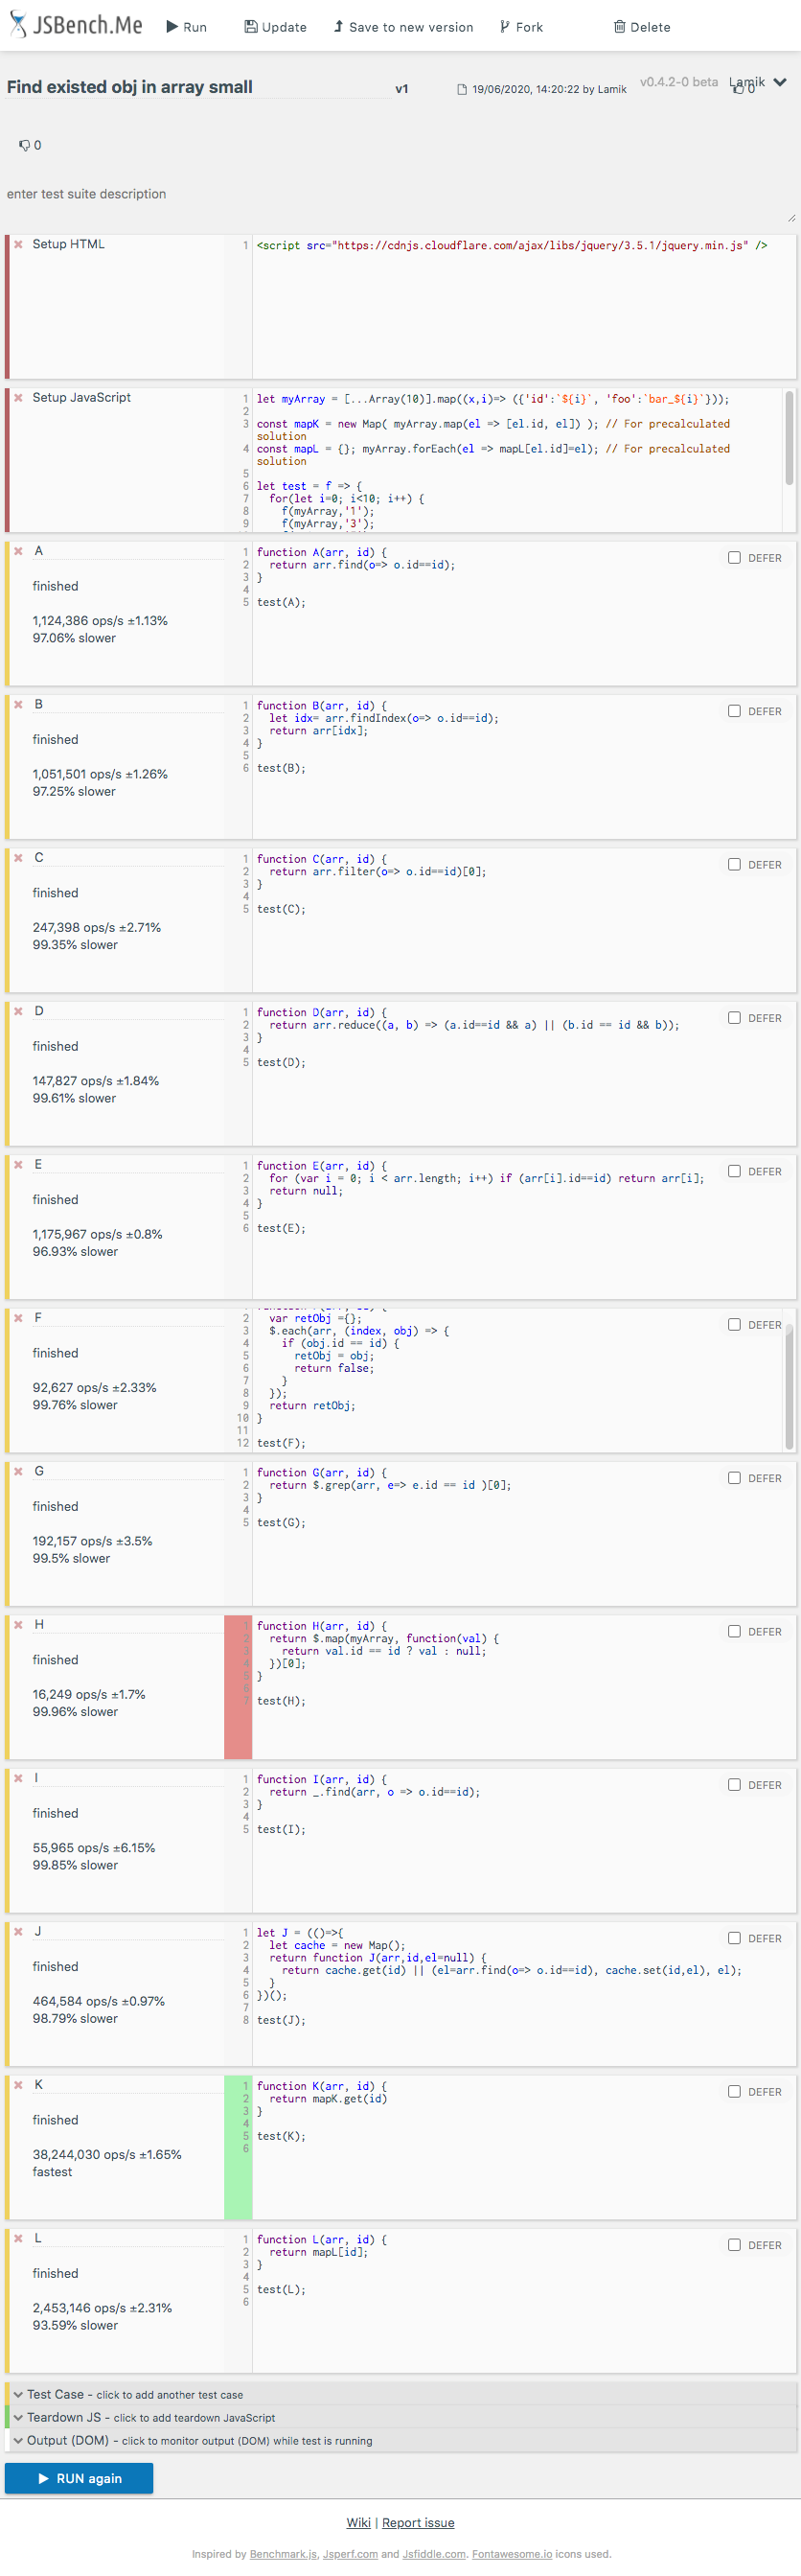 JSBench.Me Run Update Save to new version Fork Delete
Find existed obj in array small v1 19/06/2020, 14:20:22 by Lamik v0.4.2-0 beta Lamik 0
0
enter test suite description
Setup HTML
1 <script src="https://cdnjs.cloudflare.com/ajax/libs/jquery/3.5.1/jquery.min.js" />
Setup JavaScript
1 let myArray = [...Array(10)].map((x,i)=> ({'id':`${i}`, 'foo':`bar_${i}`}));
2
3 const mapK = new Map( myArray.map(el => [el.id, el]) ); // For precalculated
solution
4 const mapL = {}; myArray.forEach(el => mapL[el.id]=el); // For precalculated
solution
5
6 let test = f => {
7 for(let i=0; i<10; i++) {
8 f(myArray,'1');
9 f(myArray,'3');
A
finished
1,124,386 ops/s ±1.13%
97.06% slower
1 function A(arr, id) {
2 return arr.find(o=> o.id==id);
3 }
4
5 test(A);
DEFER
B
finished
1,051,501 ops/s ±1.26%
97.25% slower
1 function B(arr, id) {
2 let idx= arr.findIndex(o=> o.id==id);
3 return arr[idx];
4 }
5
6 test(B);
DEFER
C
finished
247,398 ops/s ±2.71%
99.35% slower
1 function C(arr, id) {
2 return arr.filter(o=> o.id==id)[0];
3 }
4
5 test(C);
DEFER
D
finished
147,827 ops/s ±1.84%
99.61% slower
1 function D(arr, id) {
2 return arr.reduce((a, b) => (a.id==id && a) || (b.id == id && b));
3 }
4
5 test(D);
DEFER
E
finished
1,175,967 ops/s ±0.8%
96.93% slower
1 function E(arr, id) {
2 for (var i = 0; i < arr.length; i++) if (arr[i].id==id) return arr[i];
3 return null;
4 }
5
6 test(E);
DEFER
F
finished
92,627 ops/s ±2.33%
99.76% slower
2 var retObj ={};
3 $.each(arr, (index, obj) => {
4 if (obj.id == id) {
5 retObj = obj;
6 return false;
7 }
8 });
9 return retObj;
10 }
11
12 test(F);
DEFER
G
finished
192,157 ops/s ±3.5%
99.5% slower
1 function G(arr, id) {
2 return $.grep(arr, e=> e.id == id )[0];
3 }
4
5 test(G);
DEFER
H
finished
16,249 ops/s ±1.7%
99.96% slower
1 function H(arr, id) {
2 return $.map(myArray, function(val) {
3 return val.id == id ? val : null;
4 })[0];
5 }
6
7 test(H);
DEFER
I
finished
55,965 ops/s ±6.15%
99.85% slower
1 function I(arr, id) {
2 return _.find(arr, o => o.id==id);
3 }
4
5 test(I);
DEFER
J
finished
464,584 ops/s ±0.97%
98.79% slower
1 let J = (()=>{
2 let cache = new Map();
3 return function J(arr,id,el=null) {
4 return cache.get(id) || (el=arr.find(o=> o.id==id), cache.set(id,el), el);
5 }
6 })();
7
8 test(J);
DEFER
K
finished
38,244,030 ops/s ±1.65%
fastest
1 function K(arr, id) {
2 return mapK.get(id)
3 }
4
5 test(K);
6
DEFER
L
finished
2,453,146 ops/s ±2.31%
93.59% slower
1 function L(arr, id) {
2 return mapL[id];
3 }
4
5 test(L);
6
DEFER
Test Case - click to add another test case
Teardown JS - click to add teardown JavaScript
Output (DOM) - click to monitor output (DOM) while test is running
RUN again
Wiki | Report issue
Inspired by Benchmark.js, Jsperf.com and Jsfiddle.com. Fontawesome.io icons used.